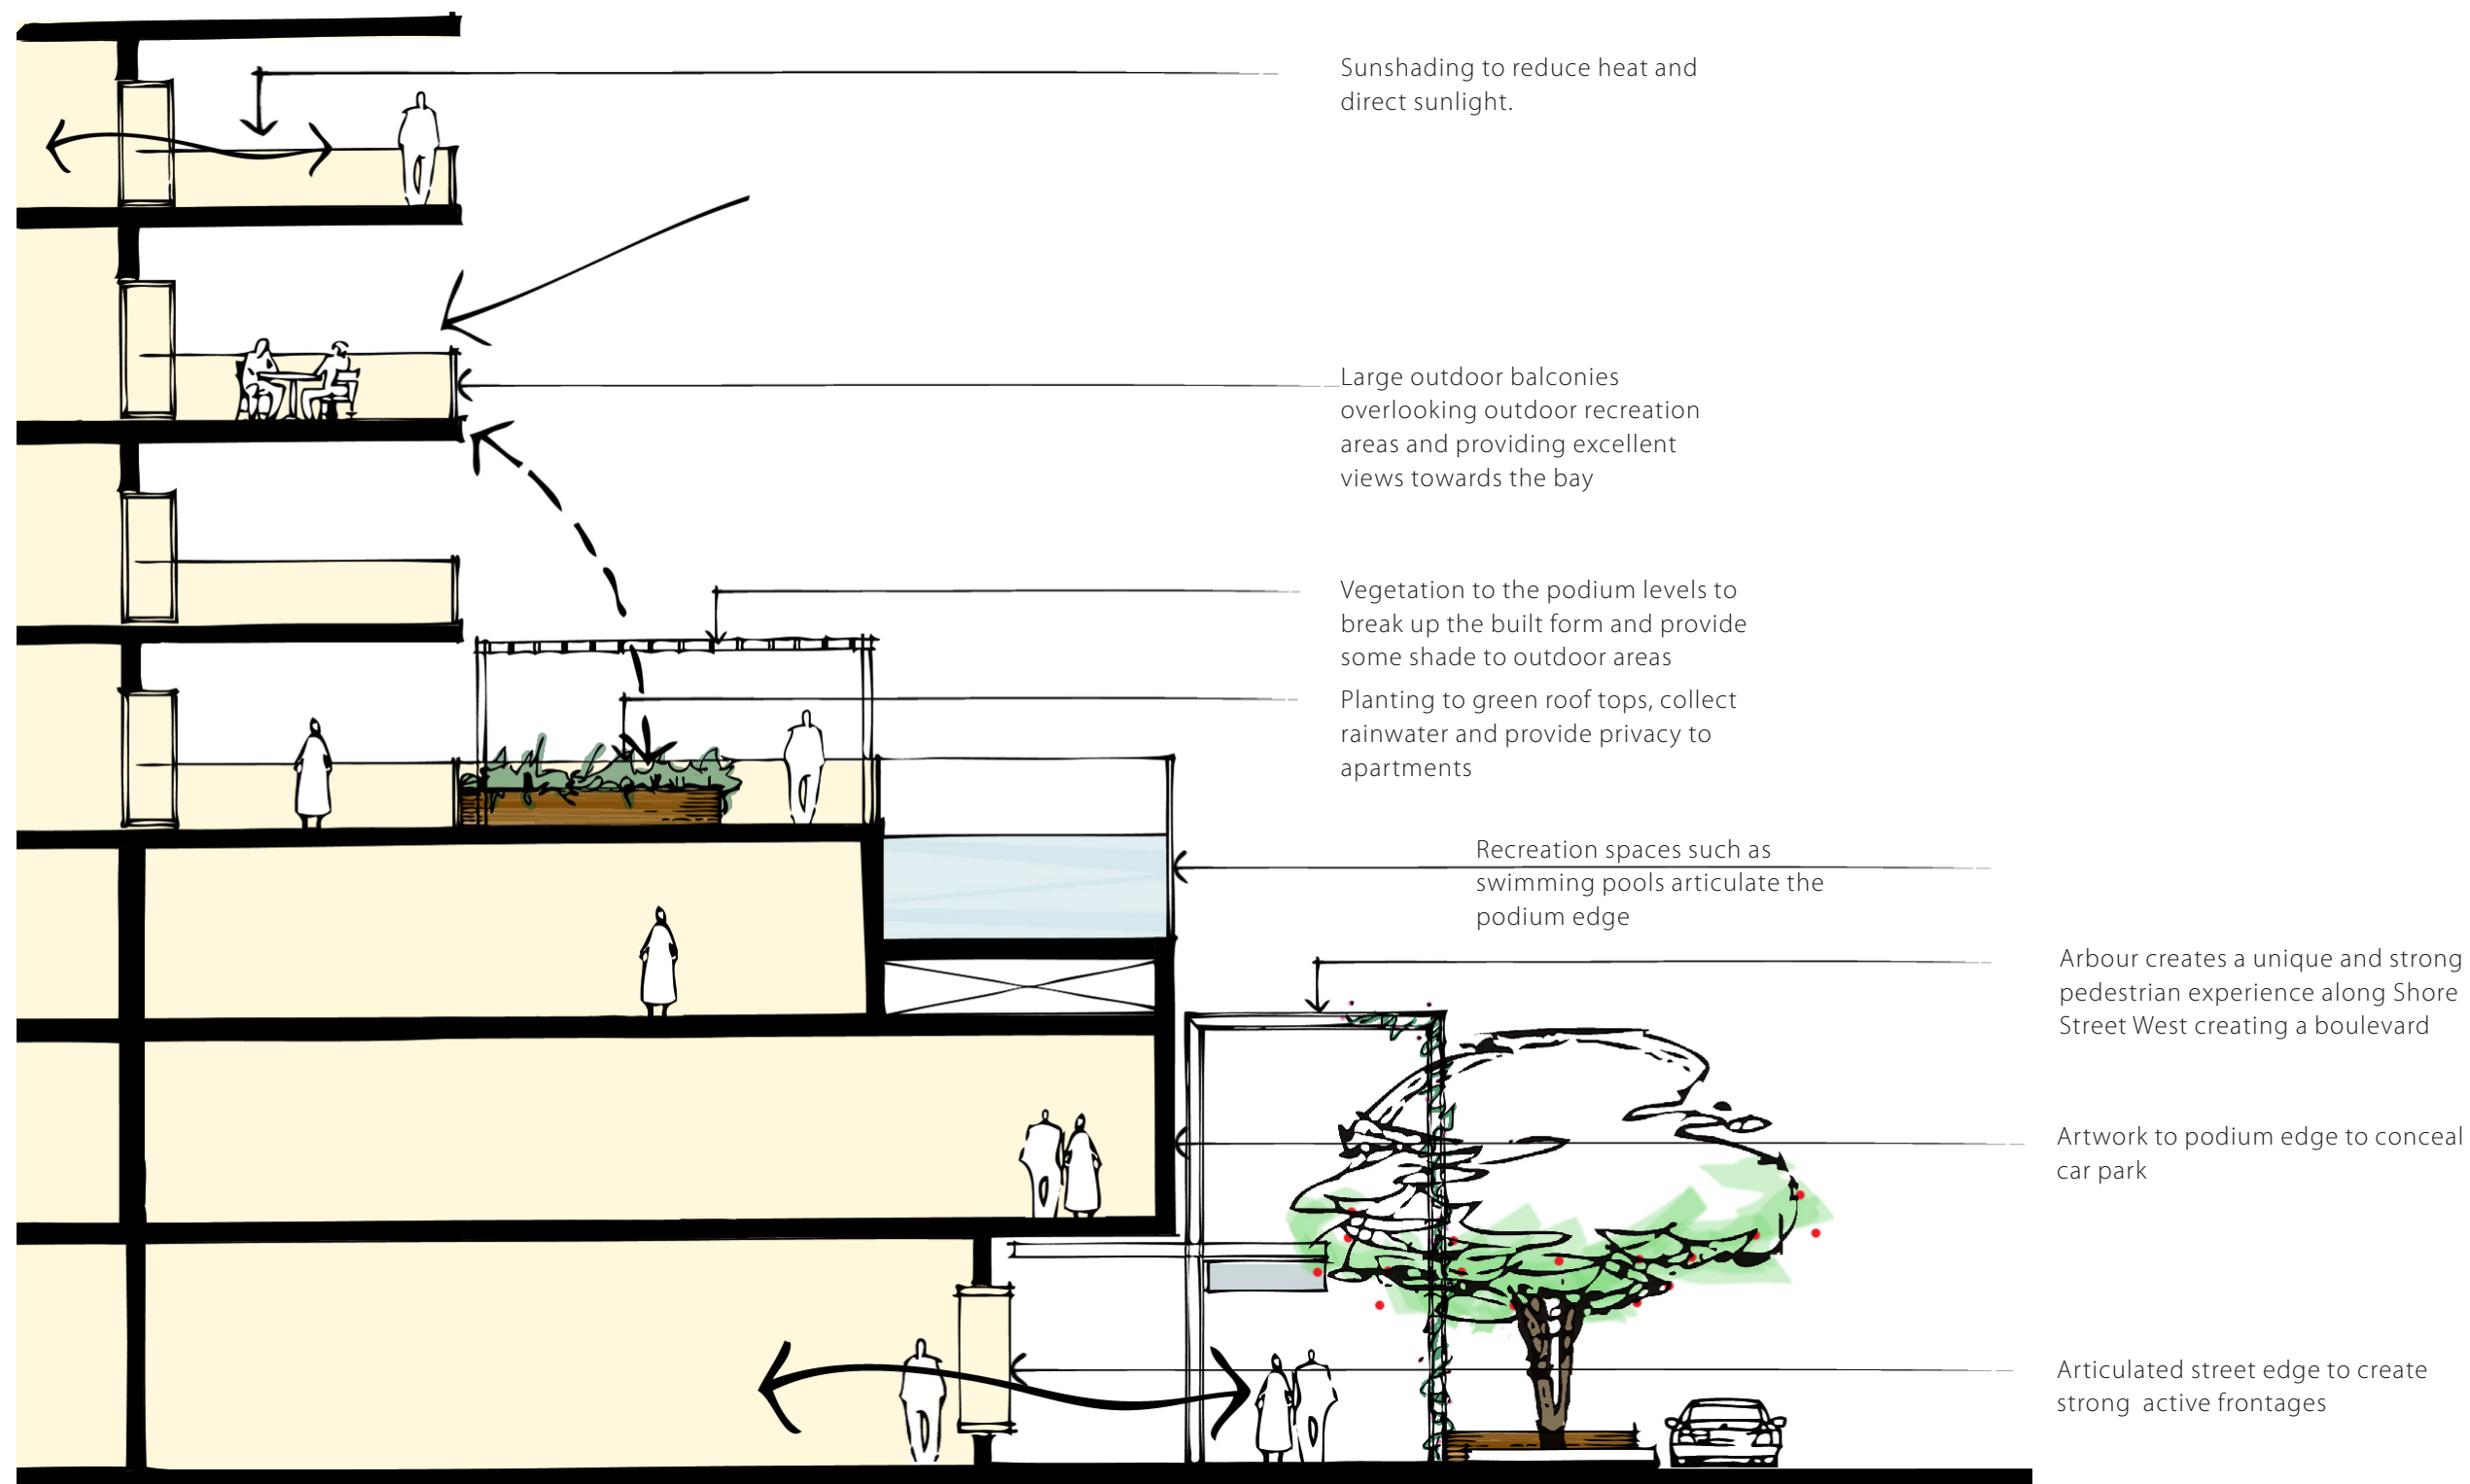 Sunshading to reduce heat and
direct sunlight.
Large outdoor balconies
overlooking outdoor recreation
areas and providing excellent
views towards the bay
Vegetation to the podium levels to
break up the built form and provide
some shade to outdoor areas
Planting to green roof tops, collect
rainwater and provide privacy to
apartments
Recreation spaces such as
swimming pools articulate the
podium edge
Arbour creates a unique and strong
pedestrian experience along Shore
Street West creating a boulevard
Artwork to podium edge to conceal
car park
Articulated street edge to create
strong  active frontages